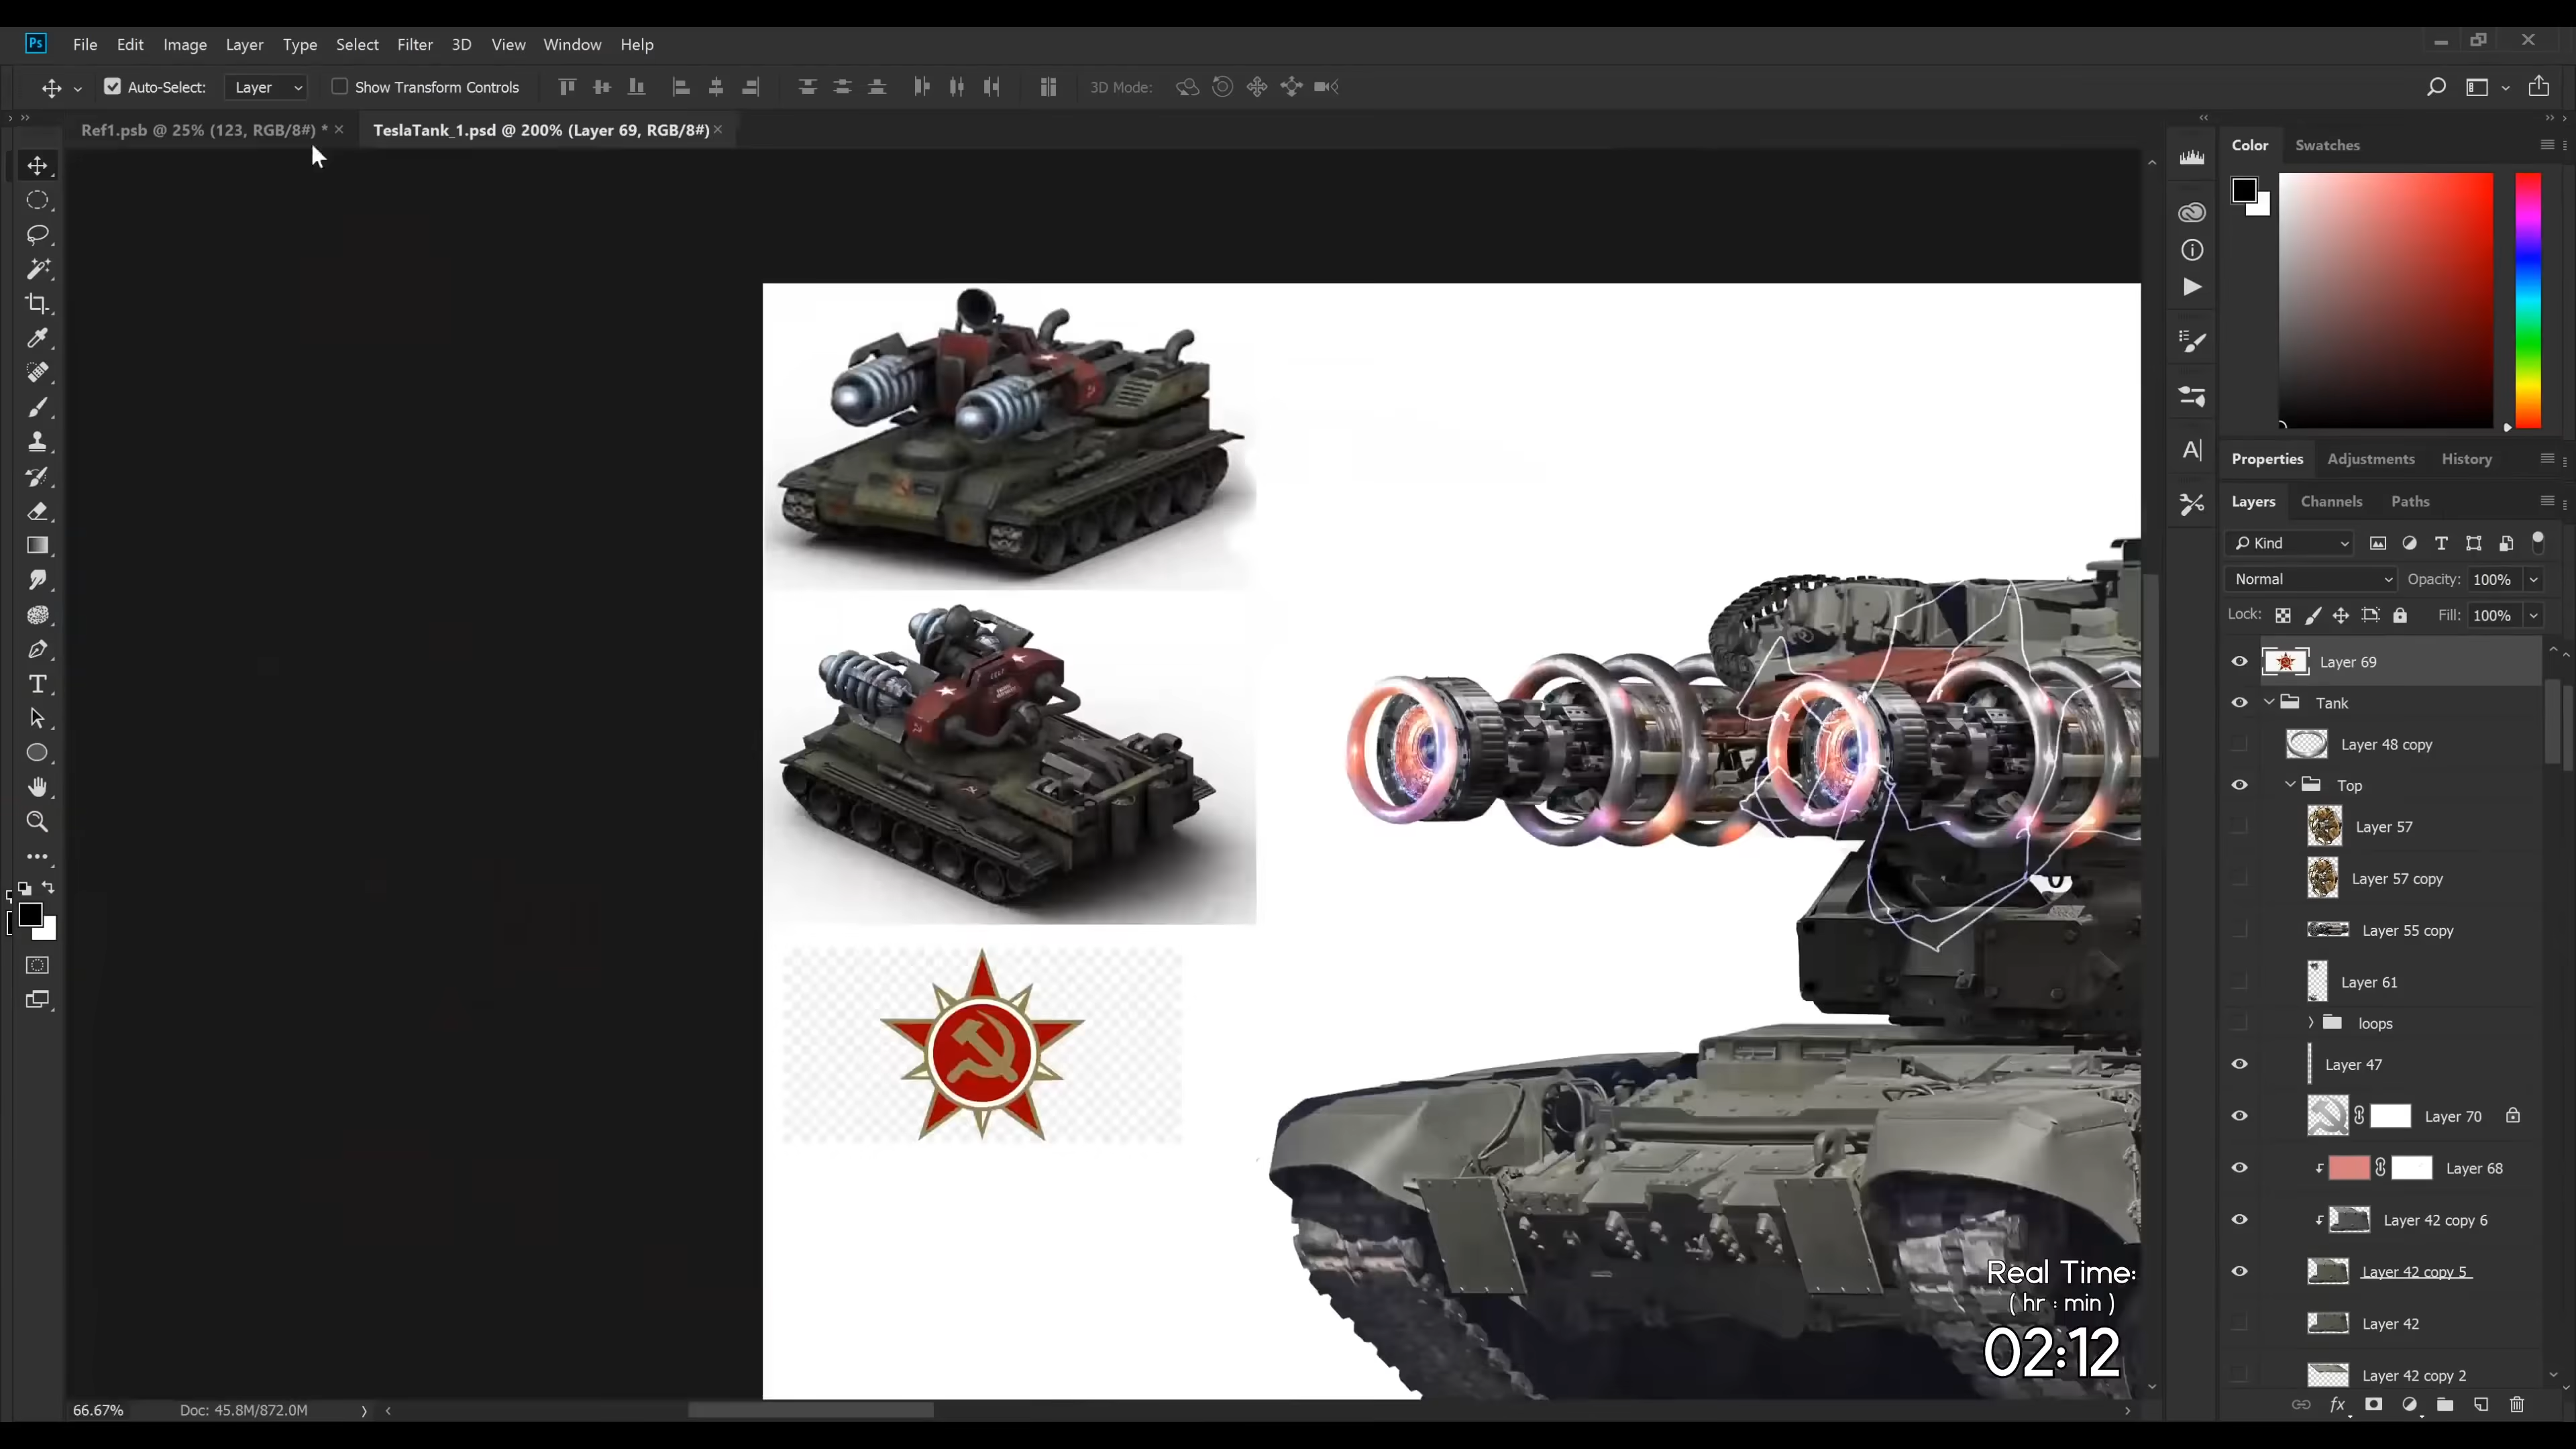 Ps File Edit Image Layer Type Select Filter 3D View Window Help
Auto-Select: Layer Show Transform Controls 3D Mode:
Ref1.psb @ 25% (123, RGB/8#) * × TeslaTank_1.psd @ 200% (Layer 69, RGB/8#) ×
Color Swatches
Properties Adjustments History
Layers Channels Paths
Kind
Normal Opacity: 100%
Lock: Fill: 100%
Layer 69
Tank
Layer 48 copy
Top
Layer 57
Layer 57 copy
Layer 55 copy
Layer 61
loops
Layer 47
Layer 70
Layer 68
Layer 42 copy 6
Layer 42 copy 5
Layer 42
Layer 42 copy 2
Real Time:
( hr : min )
02:12
66.67% Doc: 45.8M/872.0M
fx